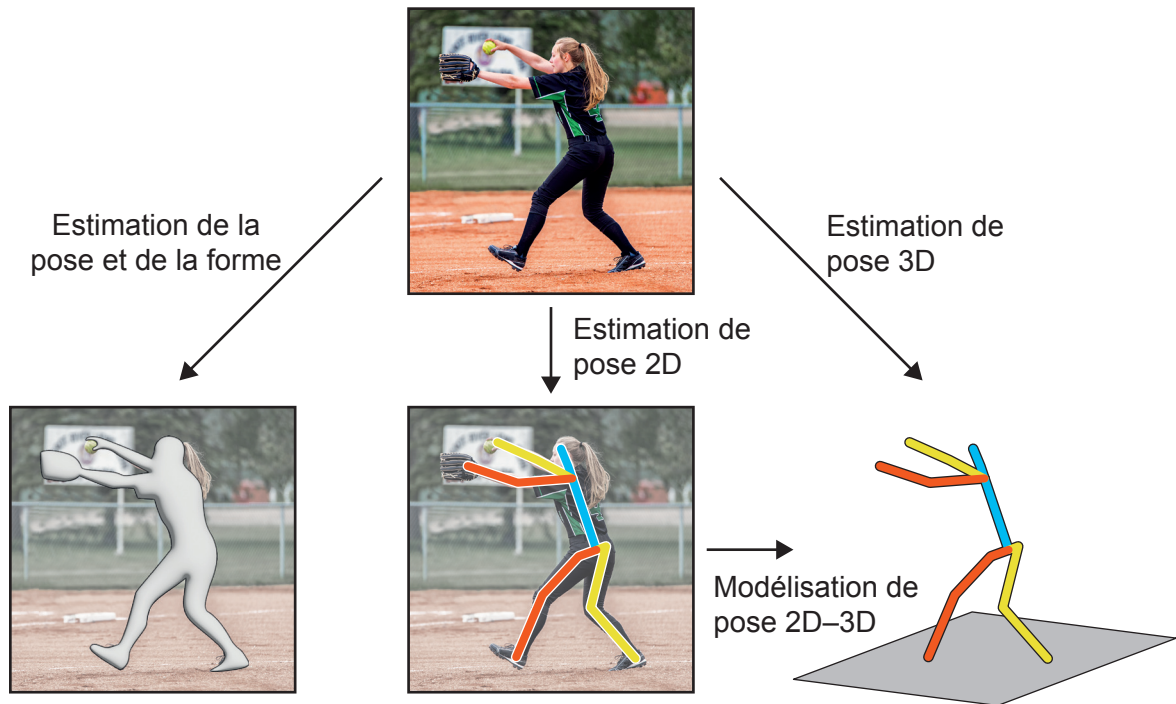 Estimation de la
pose et de la forme
Estimation de
pose 2D
Estimation de
pose 3D
Modélisation de
pose 2D–3D